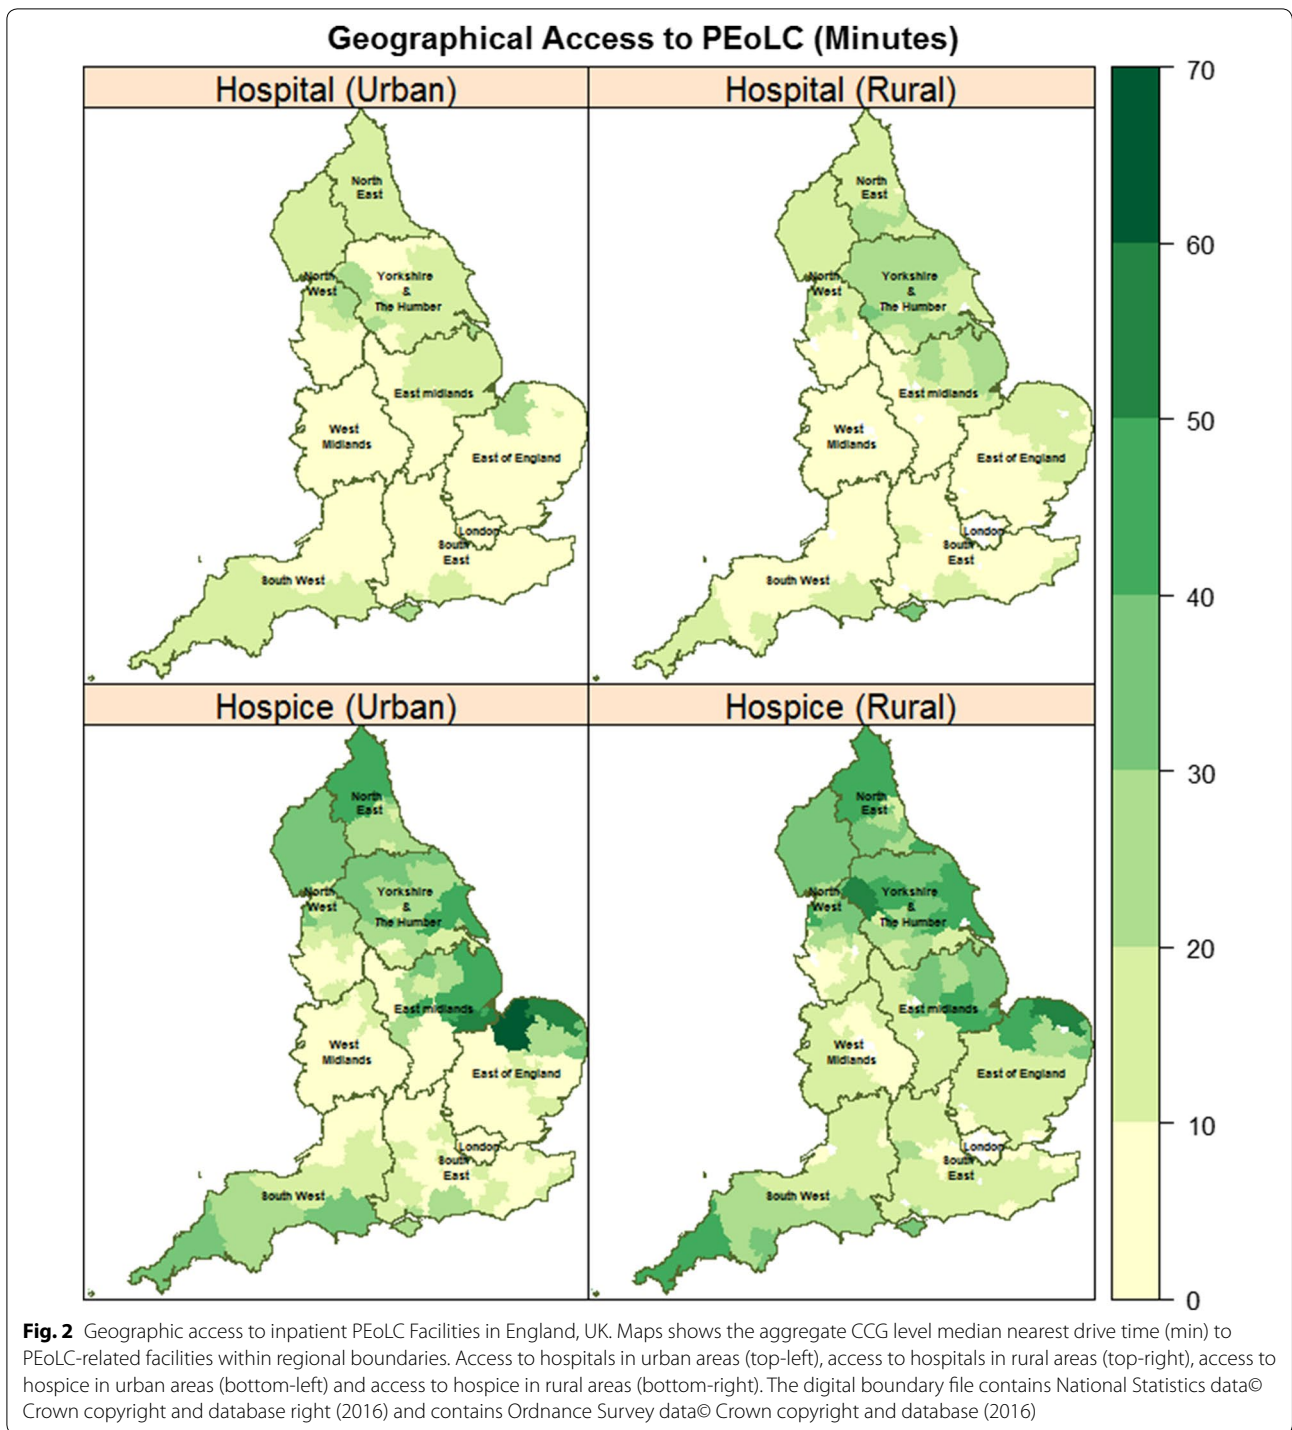 Geographical Access to PEoLC (Minutes)
Hospital (Urban)
Hospital (Rural)
70
60
50
40
30
20
10
0
North
East
North
West
Yorkshire
&
The Humber
East midlands
West
Midlands
East of England
London
South
East
South West
North
East
North
West
Yorkshire
&
The Humber
East midlands
West
Midlands
East of England
London
South
East
South West
Hospice (Urban)
Hospice (Rural)
North
East
North
West
Yorkshire
&
The Humber
East midlands
West
Midlands
East of England
London
South
East
South West
North
East
North
West
Yorkshire
&
The Humber
East midlands
West
Midlands
East of England
London
South
East
South West
Fig. 2 Geographic access to inpatient PEoLC Facilities in England, UK. Maps shows the aggregate CCG level median nearest drive time (min) to
PEoLC-related facilities within regional boundaries. Access to hospitals in urban areas (top-left), access to hospitals in rural areas (top-right), access to
hospice in urban areas (bottom-left) and access to hospice in rural areas (bottom-right). The digital boundary file contains National Statistics data©
Crown copyright and database right (2016) and contains Ordnance Survey data© Crown copyright and database (2016)